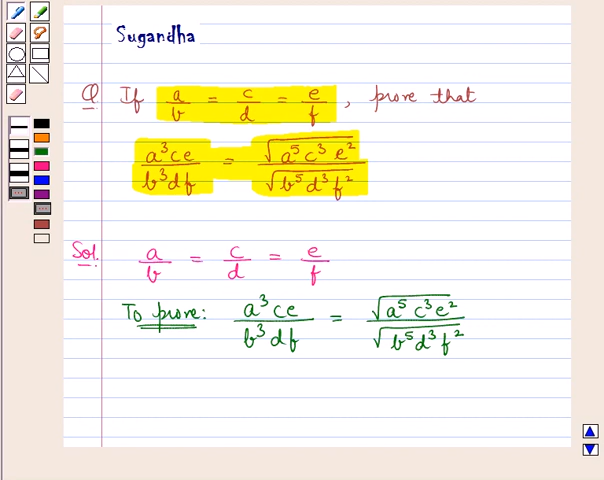 Sugandha
Q If a/b = c/d = e/f, prove that
a³ce/b³df = √a⁵c³e²/√b⁵d³f²
Sol. a/b = c/d = e/f
To prove: a³ce/b³df = √a⁵c³e²/√b⁵d³f²